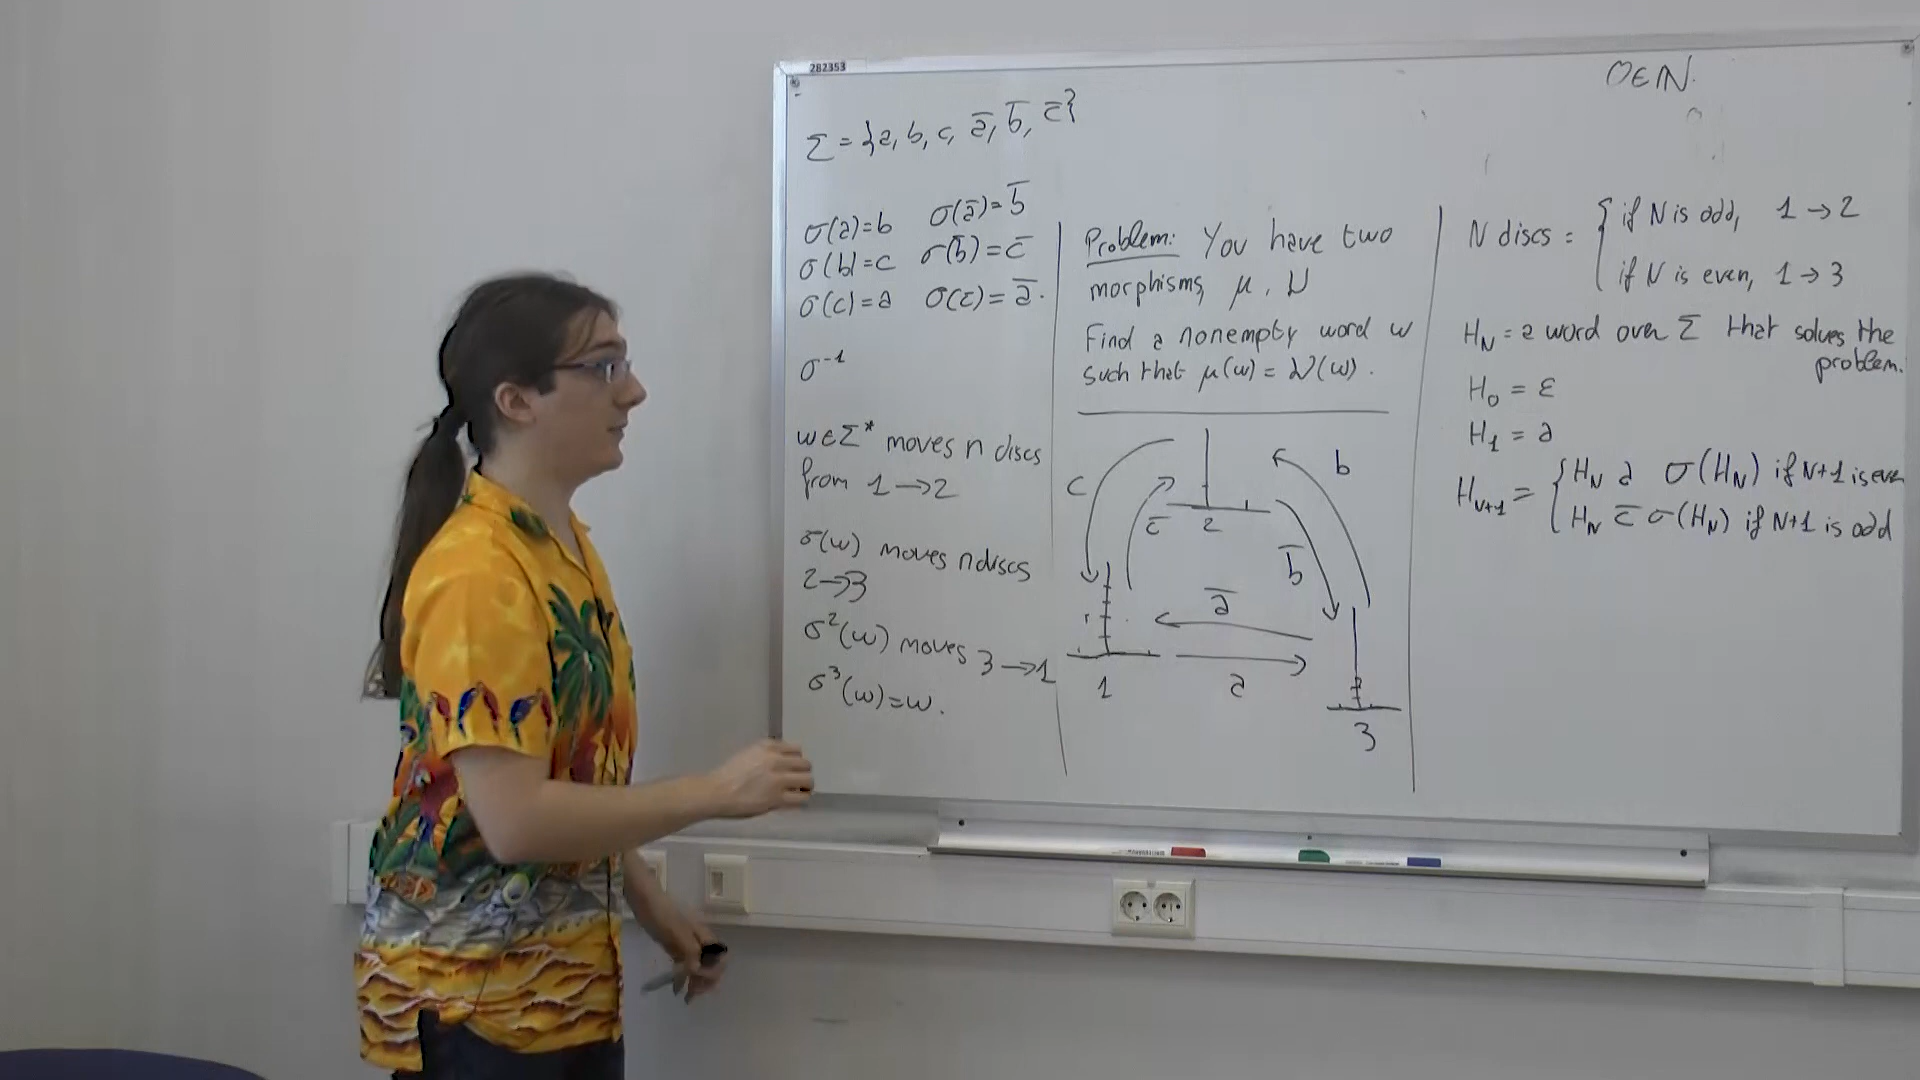 282353
O∈ℕ.
Σ = {a, b, c, a̅, b̅, c̅}
σ(a)=b σ(a̅)=b̅
σ(b)=c σ(b̅)=c̅
σ(c)=a σ(c̅)=a̅.
σ⁻¹
w∈Σ* moves n discs
from 1→2
σ(w) moves n discs
2→3
σ²(w) moves 3→1
σ³(w)=w.
Problem: You have two
morphisms, μ, ν
Find a nonempty word w
such that μ(w) = ν(w).
c
c̅
2
b
b̅
a̅
a
1
3
N discs = { if N is odd, 1→2
if N is even, 1→3
H_N = a word over Σ that solves the
problem.
H₀ = ε
H₁ = a
H_{N+1} = { H_N a σ(H_N) if N+1 is even
H_N c̅ σ(H_N) if N+1 is odd